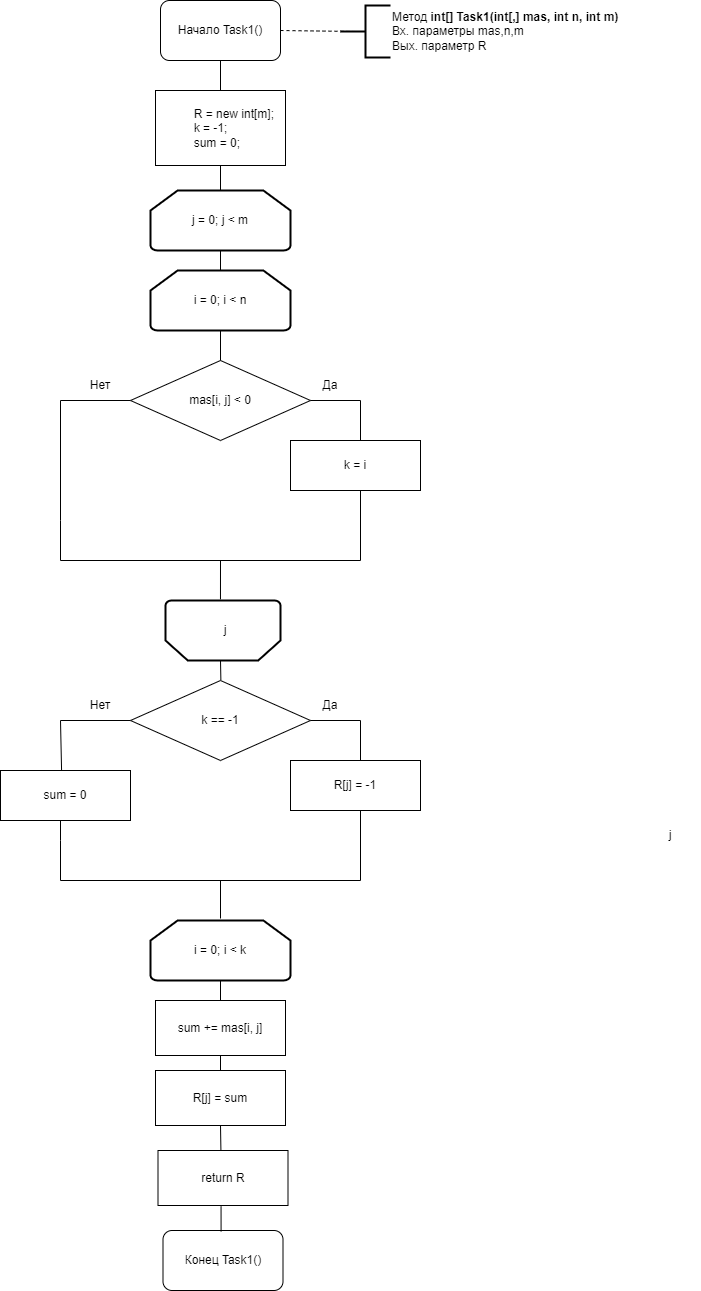 Начало Task1()
Метод int[] Task1(int[,] mas, int n, int m)
Вх. параметры mas,n,m
Вых. параметр R
R = new int[m];
k = -1;
sum = 0;
j = 0; j < m
i = 0; i < n
Нет
Да
mas[i, j] < 0
k = i
j
Нет
Да
k == -1
sum = 0
R[j] = -1
j
i = 0; i < k
sum += mas[i, j]
R[j] = sum
return R
Конец Task1()